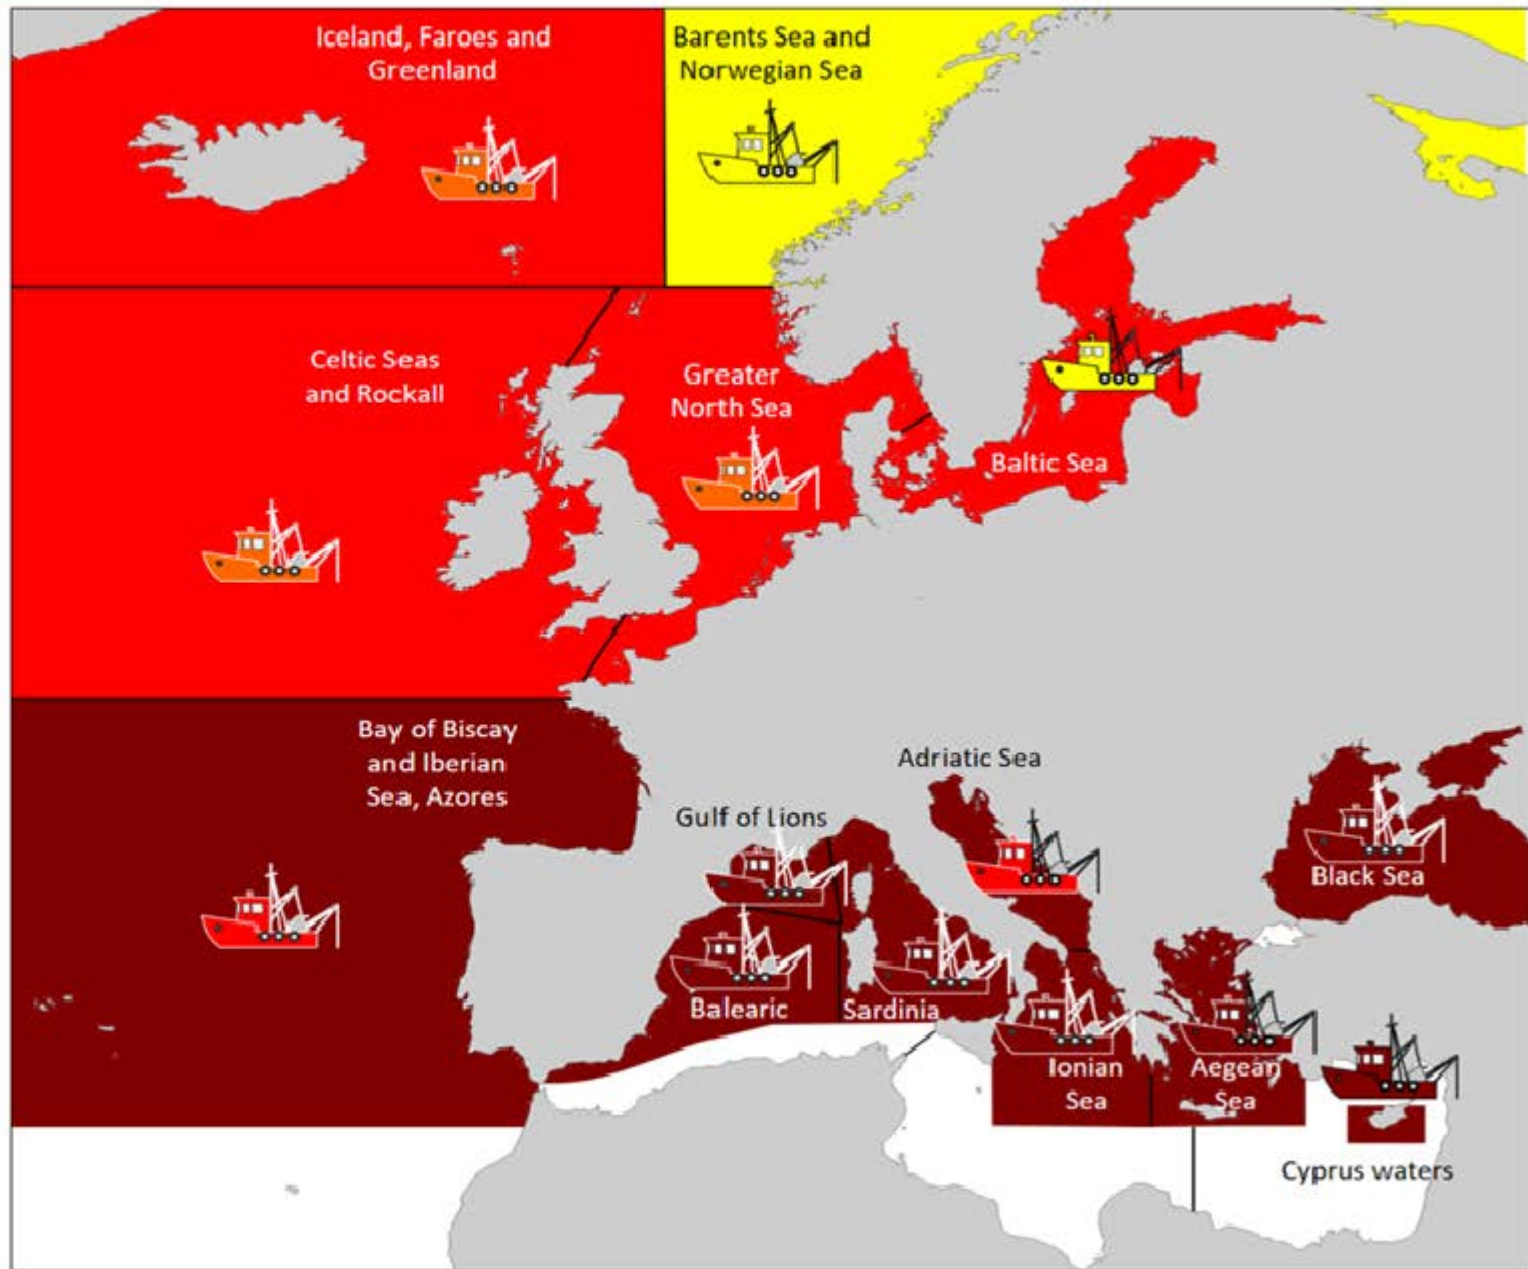 Iceland, Faroes and
Greenland
Barents Sea and
Norwegian Sea
Celtic Seas
and Rockall
Greater
North Sea
Baltic Sea
Bay of Biscay
and Iberian
Sea, Azores
Adriatic Sea
Gulf of Lions
Black Sea
Balearic
Sardinia
Ionian
Sea
Aegean
Sea
Cyprus waters